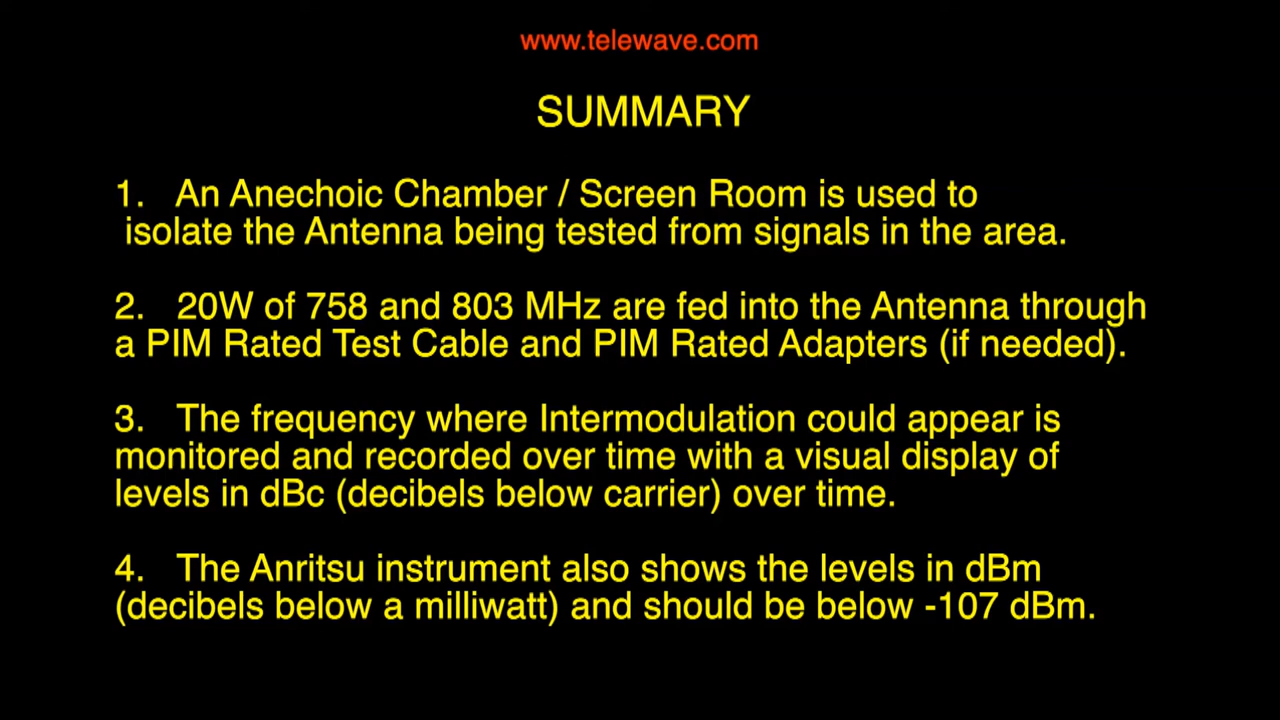 www.telewave.com
SUMMARY
1. An Anechoic Chamber / Screen Room is used to
isolate the Antenna being tested from signals in the area.
2. 20W of 758 and 803 MHz are fed into the Antenna through
a PIM Rated Test Cable and PIM Rated Adapters (if needed).
3. The frequency where Intermodulation could appear is
monitored and recorded over time with a visual display of
levels in dBc (decibels below carrier) over time.
4. The Anritsu instrument also shows the levels in dBm
(decibels below a milliwatt) and should be below -107 dBm.